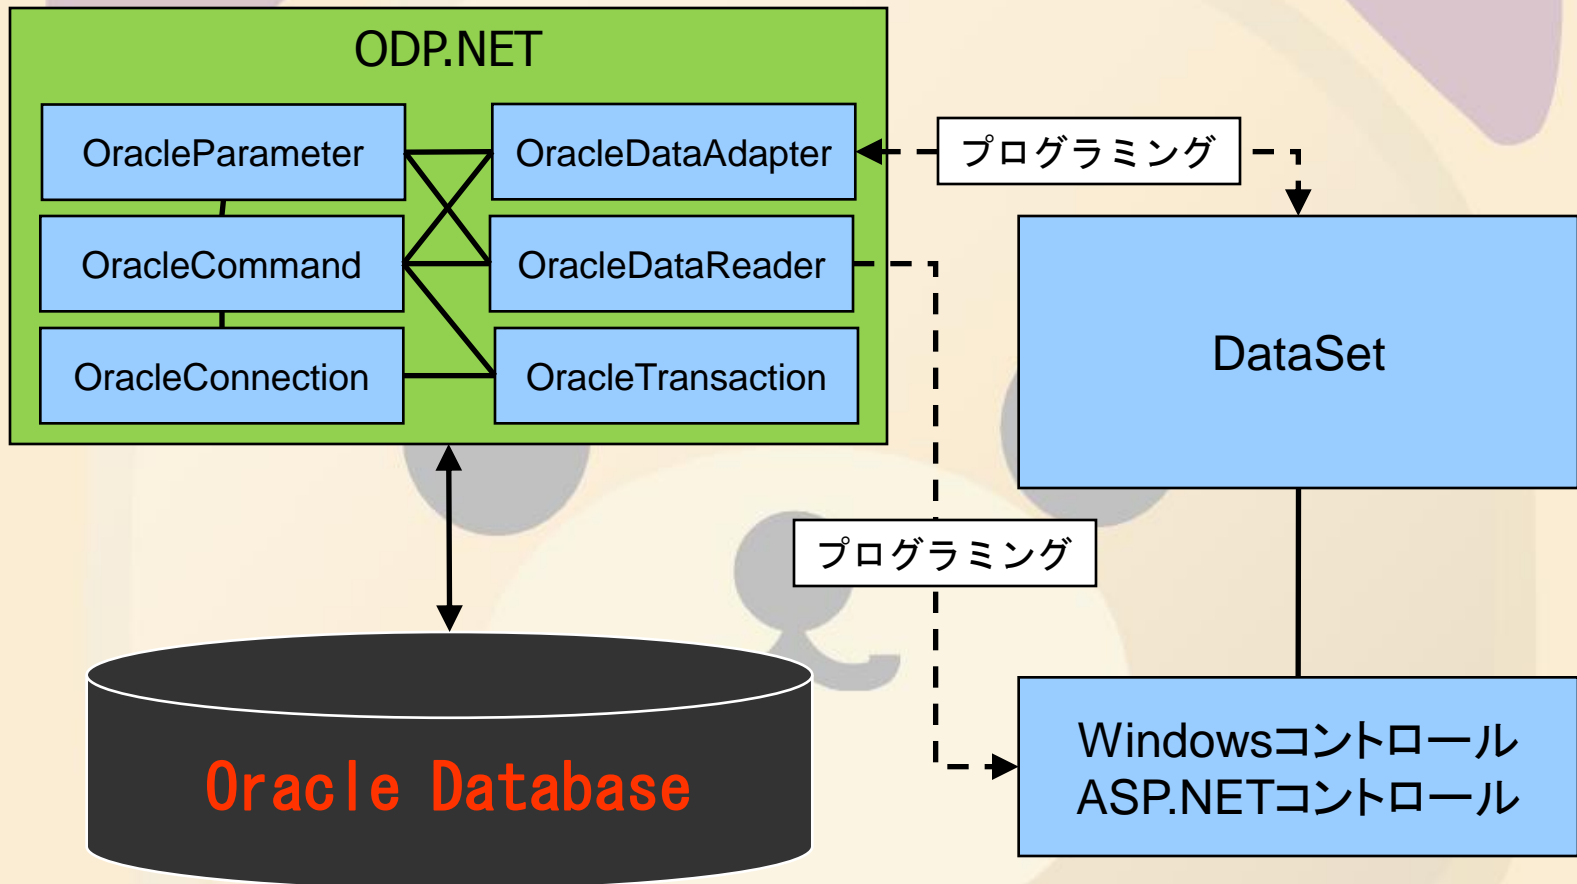 ODP.NET
OracleParameter
OracleDataAdapter
プログラミング
OracleCommand
OracleDataReader
OracleConnection
OracleTransaction
DataSet
プログラミング
Oracle Database
Windowsコントロール
ASP.NETコントロール